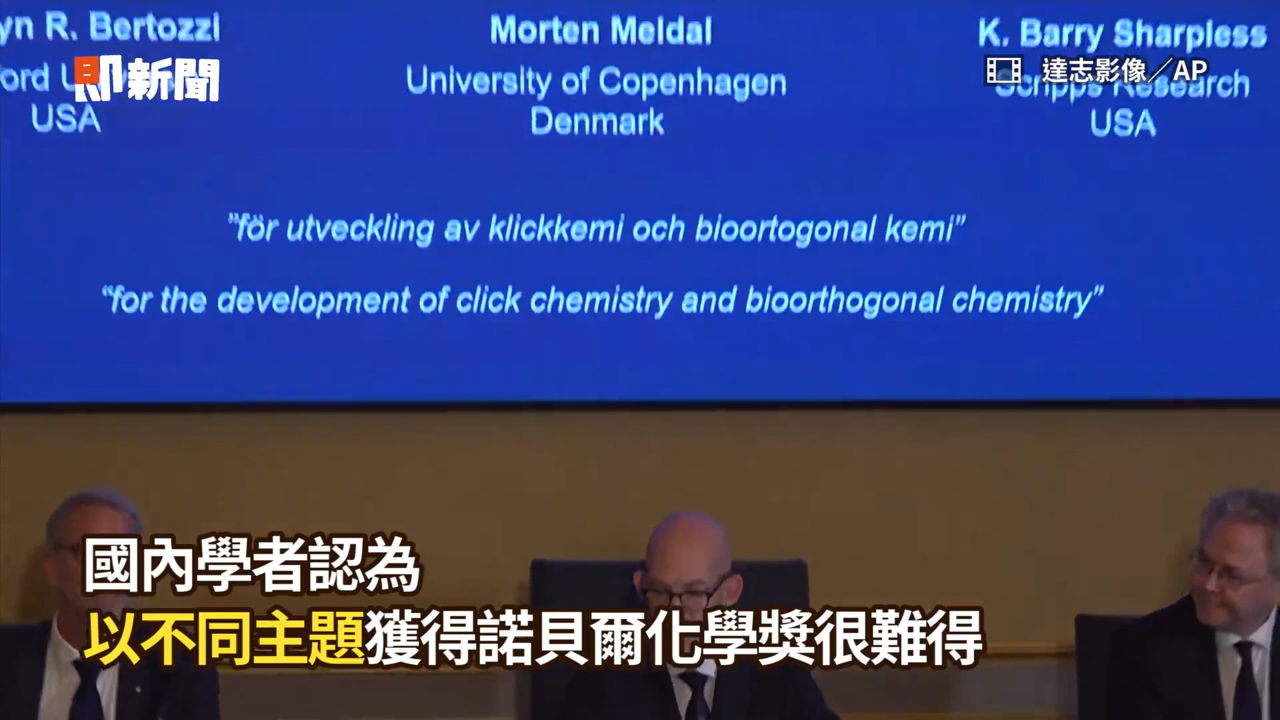 yn R. Bertozzi
Morten Meldal
K. Barry Sharpless
即新聞
達志影像／AP
University of Copenhagen
Scripps Research
USA
Denmark
USA
"för utveckling av klickkemi och bioortogonal kemi"
"for the development of click chemistry and bioorthogonal chemistry"
國內學者認為
以不同主題獲得諾貝爾化學獎很難得